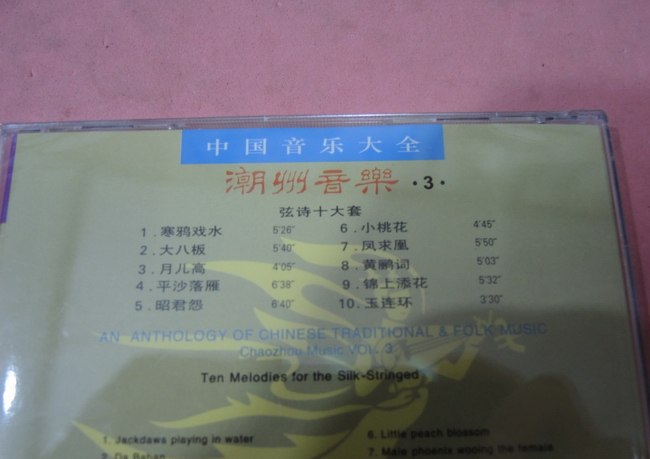 中国音乐大全
潮州音樂·3·
弦诗十大套
1.寒鸦戏水 5'26"
2.大八板 5'40"
3.月儿高 4'05"
4.平沙落雁 6'38"
5.昭君怨 6'40"
6.小桃花 4'45"
7.凤求凰 5'50"
8.黄鹂词 5'03"
9.锦上添花 5'32"
10.玉连环 3'30"
AN ANTHOLOGY OF CHINESE TRADITIONAL & FOLK MUSIC
Chaozhou Music VOL. 3
Ten Melodies for the Silk-Stringed
1. Jackdaws playing in water
2. Da Baban
6. Little peach blossom
7. Male phoenix wooing the female